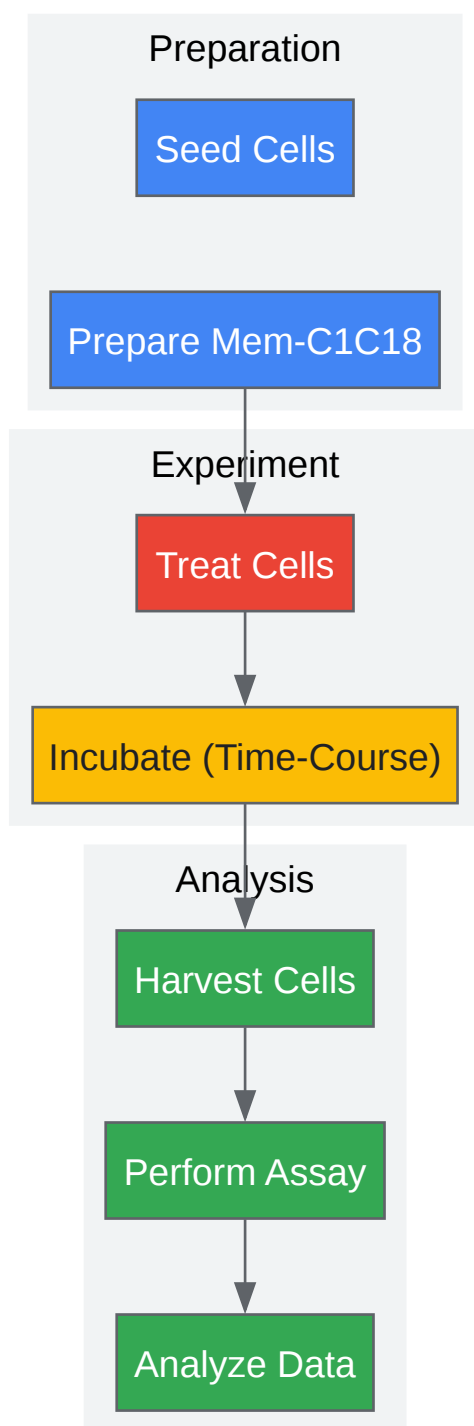 Preparation
Seed Cells
Prepare Mem-C1C18
Experiment
Treat Cells
Incubate (Time-Course)
Analysis
Harvest Cells
Perform Assay
Analyze Data